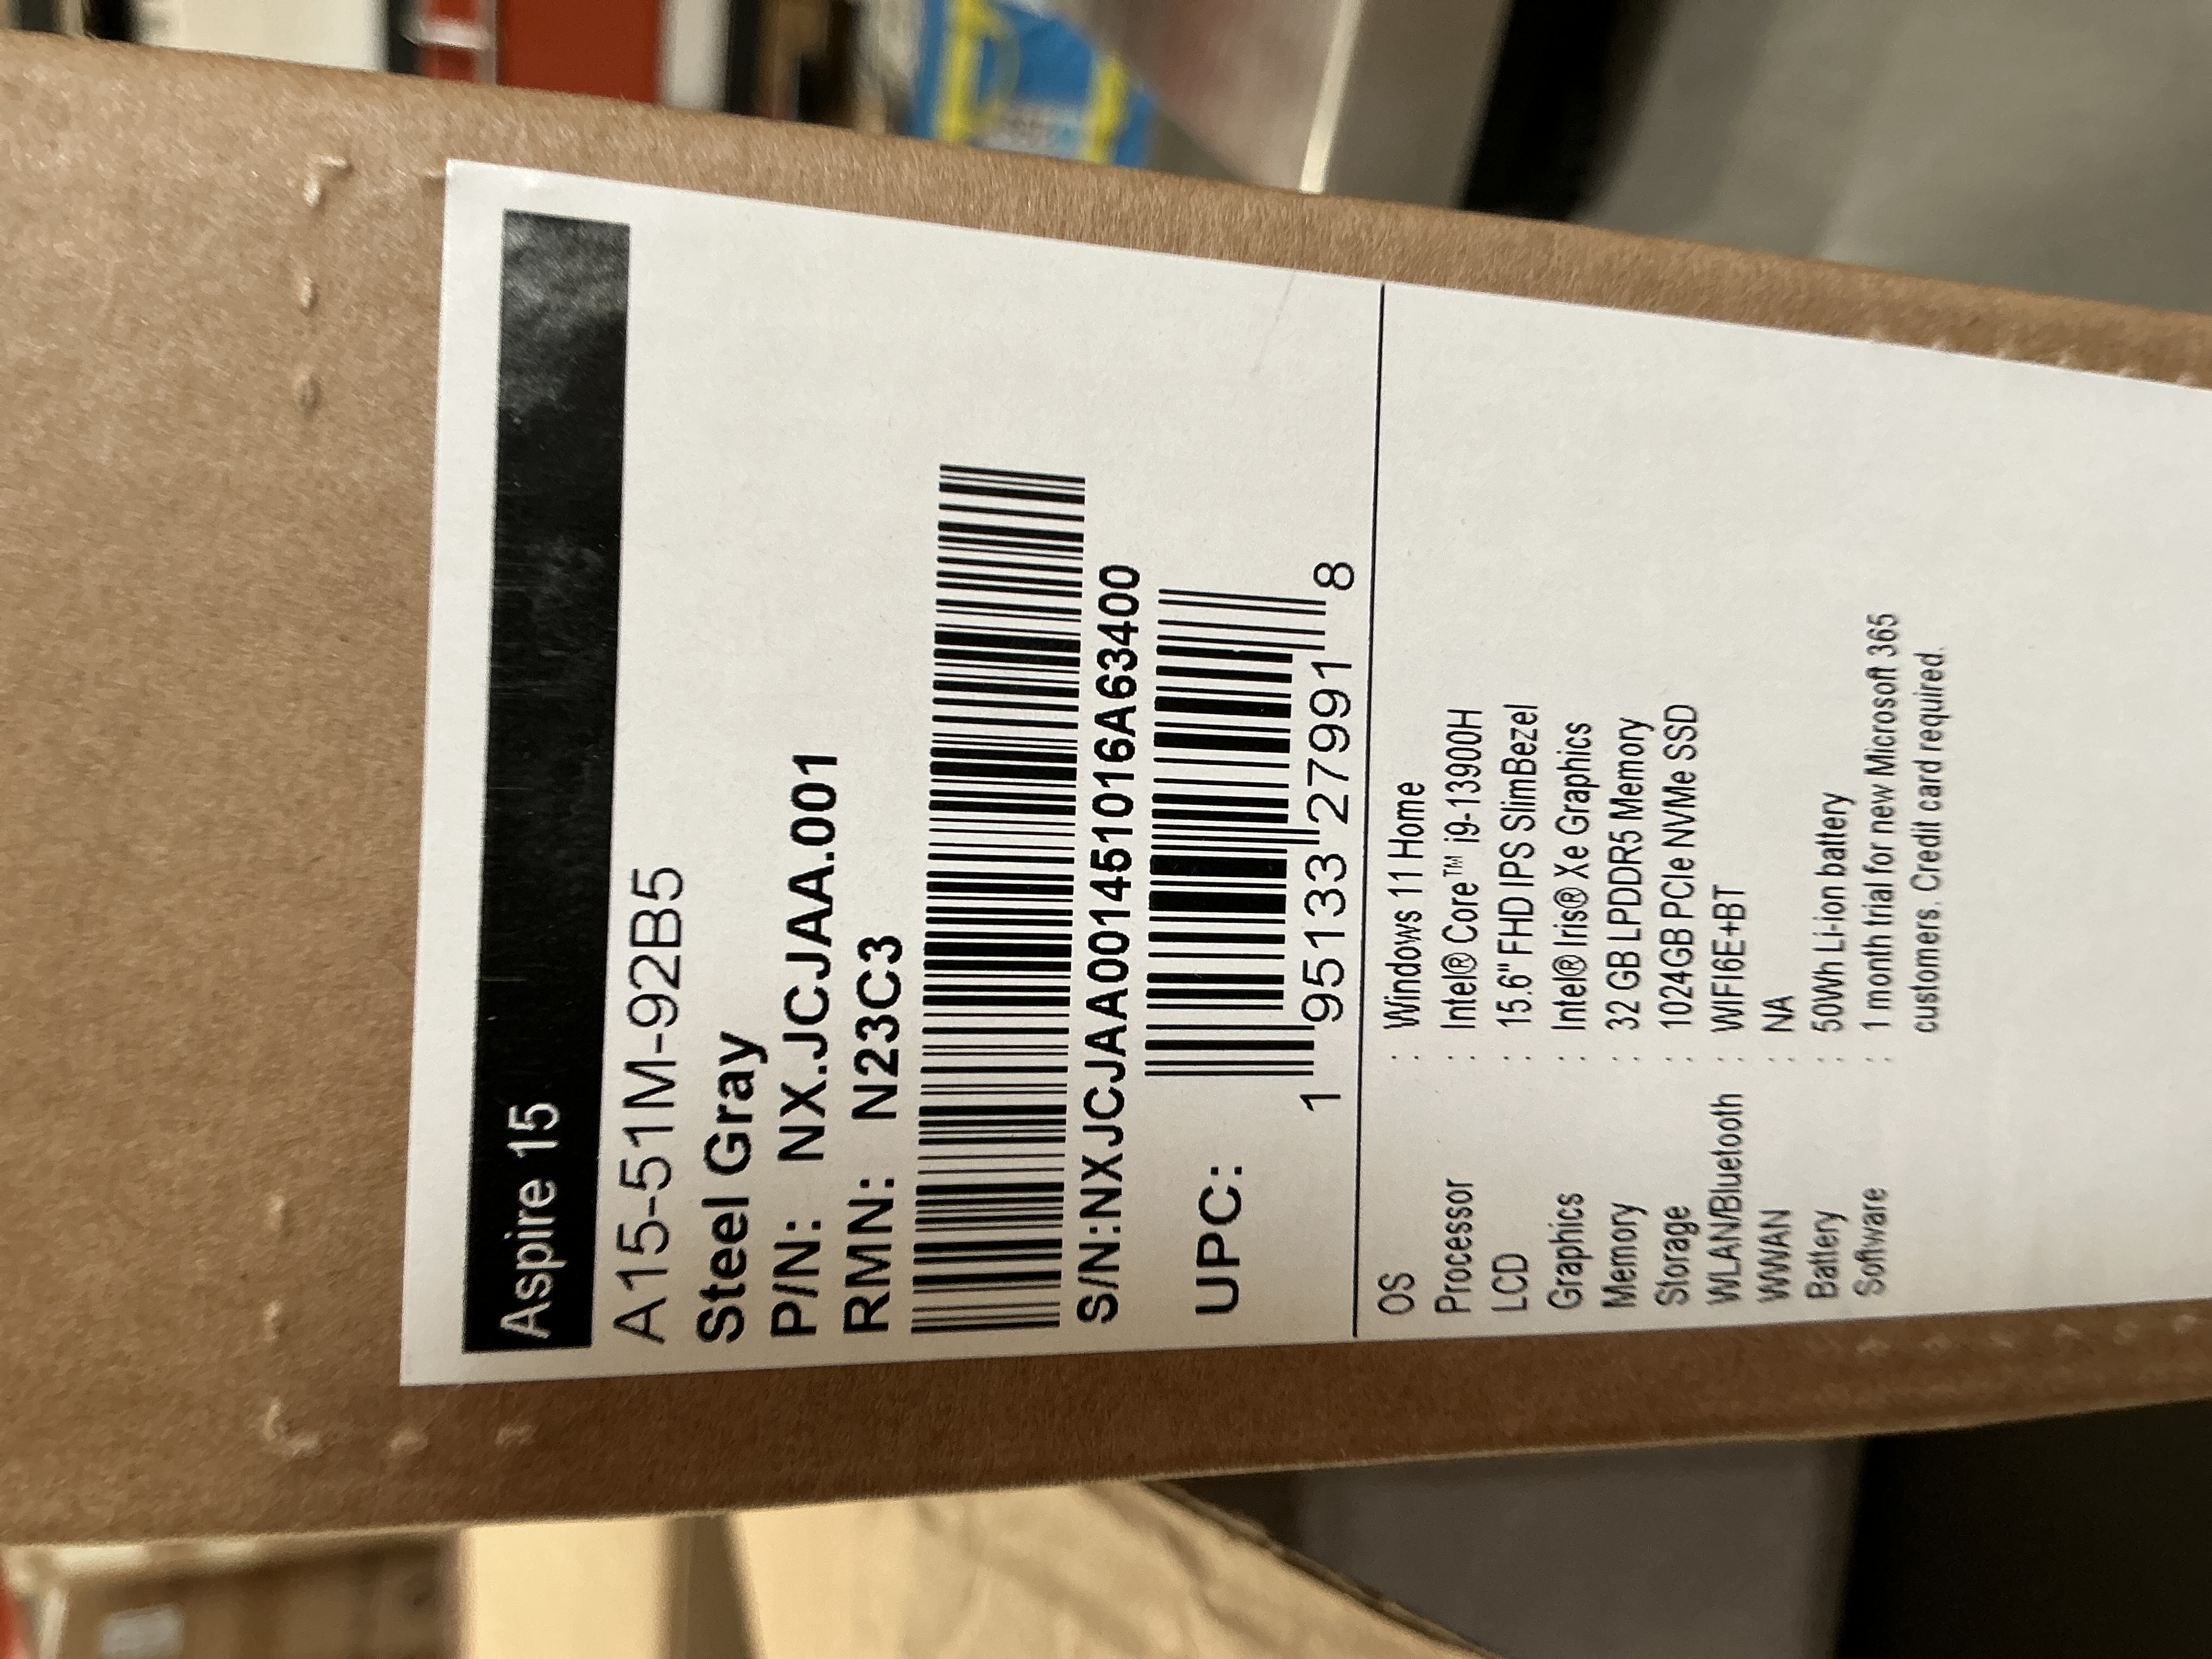 Aspire 15
A15-51M-92B5
Steel Gray
P/N: NX.JCJAA.001
RMN: N23C3
S/N:NXJCJAA001451016A63400
UPC:
1 95133 27991 8
OS : Windows 11 Home
Processor : Intel® Core™ i9-13900H
LCD : 15.6" FHD IPS SlimBezel
Graphics : Intel® Iris® Xe Graphics
Memory : 32 GB LPDDR5 Memory
Storage : 1024GB PCIe NVMe SSD
WLAN/Bluetooth : WIFI6E+BT
WWAN : NA
Battery : 50Wh Li-ion battery
Software : 1 month trial for new Microsoft 365
customers. Credit card required.